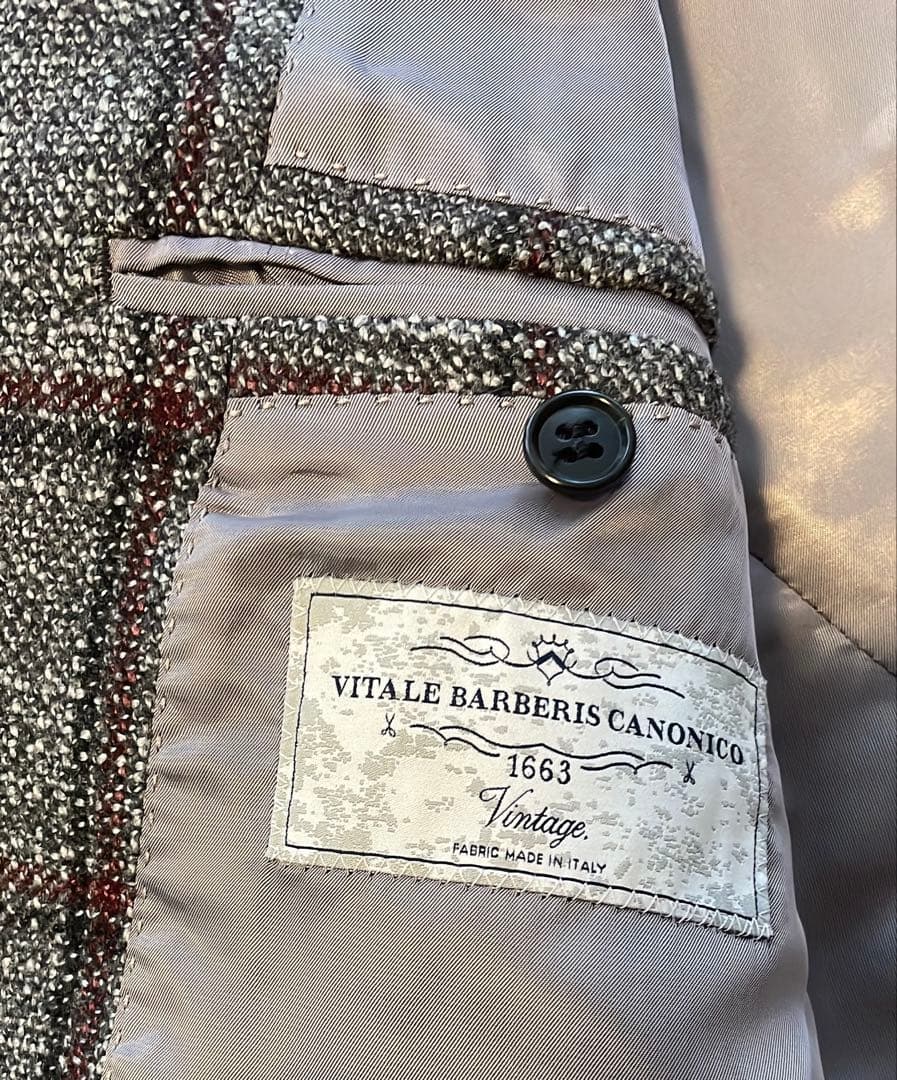 VITALE BARBERIS CANONICO
1663
Vintage.
FABRIC MADE IN ITALY